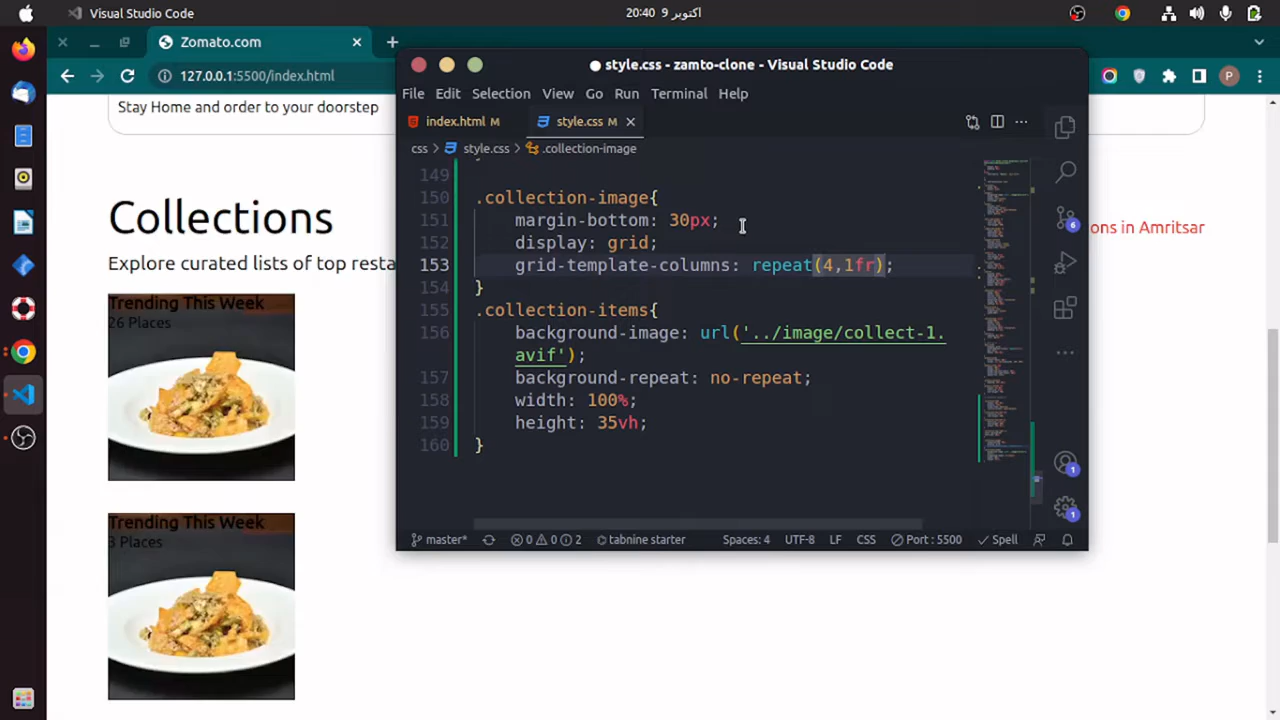 Visual Studio Code
اکتوبر 9 20:40
Zomato.com
127.0.0.1:5500/index.html
P
Stay Home and order to your doorstep
Collections
ons in Amritsar
Explore curated lists of top resta
Trending This Week
26 Places
Trending This Week
8 Places
style.css - zamto-clone - Visual Studio Code
File Edit Selection View Go Run Terminal Help
index.html M
style.css M
css > style.css > .collection-image
149
150 .collection-image{
151 margin-bottom: 30px;
152 display: grid;
153 grid-template-columns: repeat(4,1fr);
154 }
155 .collection-items{
156 background-image: url('../image/collect-1.
avif');
157 background-repeat: no-repeat;
158 width: 100%;
159 height: 35vh;
160 }
6
1
1
master* 0 0 2 tabnine starter Spaces: 4 UTF-8 LF CSS Port : 5500 Spell